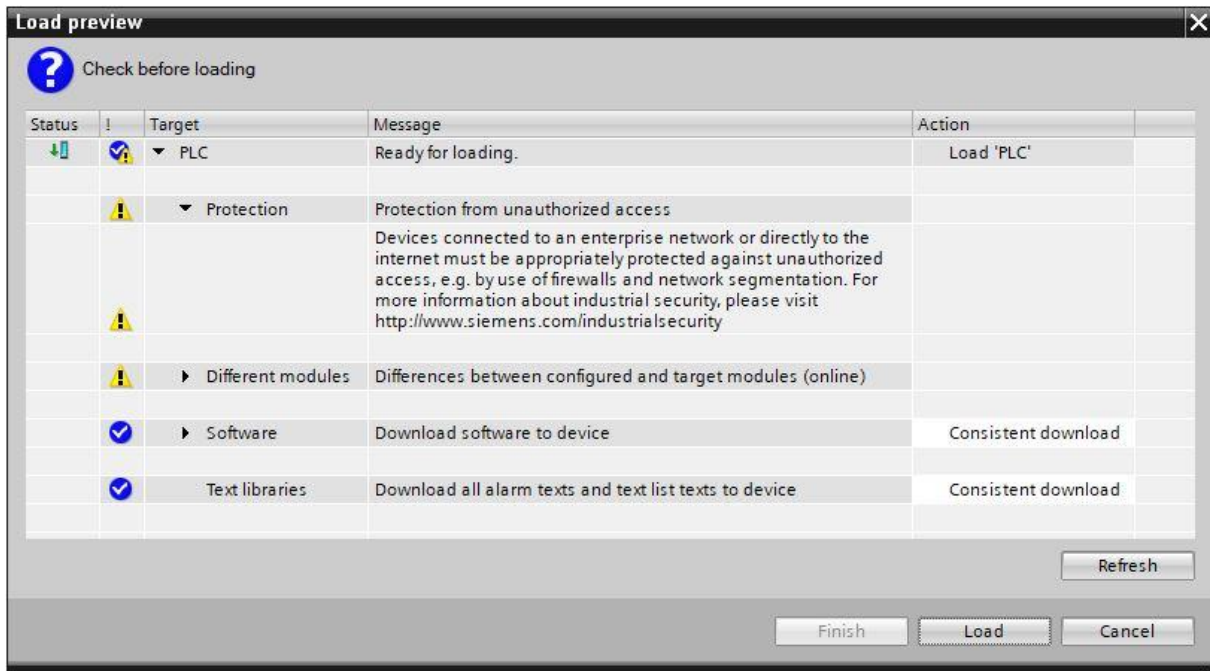 Load preview
Check before loading
Status ! Target Message Action
PLC Ready for loading. Load 'PLC'
Protection Protection from unauthorized access
Devices connected to an enterprise network or directly to the
internet must be appropriately protected against unauthorized
access, e.g. by use of firewalls and network segmentation. For
more information about industrial security, please visit
http://www.siemens.com/industrialsecurity
Different modules Differences between configured and target modules (online)
Software Download software to device Consistent download
Text libraries Download all alarm texts and text list texts to device Consistent download
Refresh
Finish Load Cancel